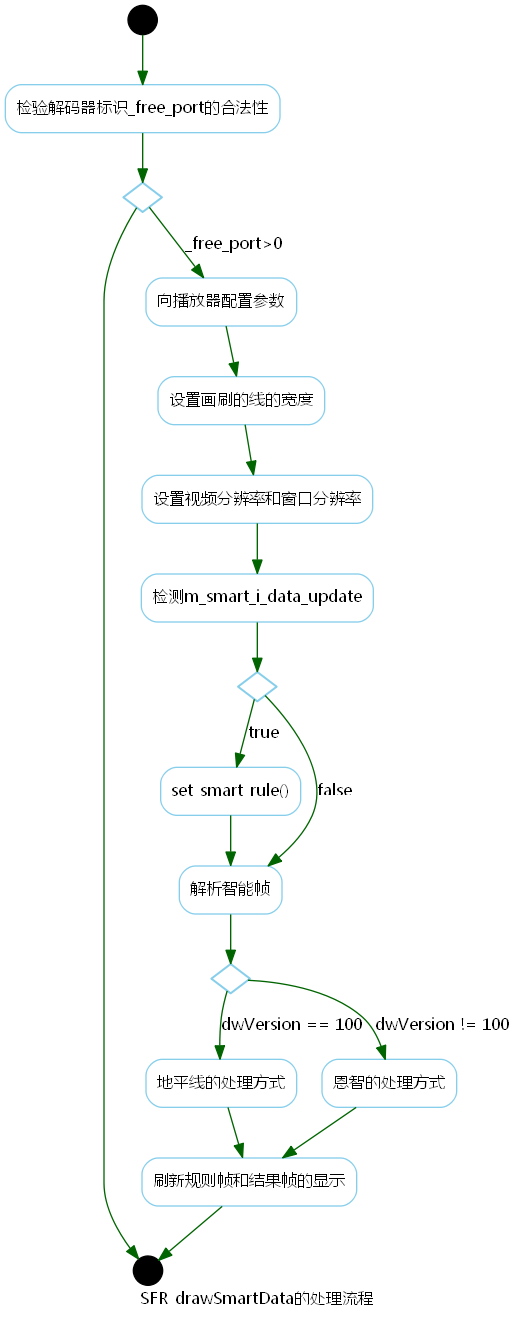 检验解码器标识_free_port的合法性
_free_port>0
向播放器配置参数
设置画刷的线的宽度
设置视频分辨率和窗口分辨率
检测m_smart_i_data_update
true
set smart rule()
false
解析智能帧
dwVersion == 100
dwVersion != 100
地平线的处理方式
恩智的处理方式
刷新规则帧和结果帧的显示
SFR drawSmartData的处理流程